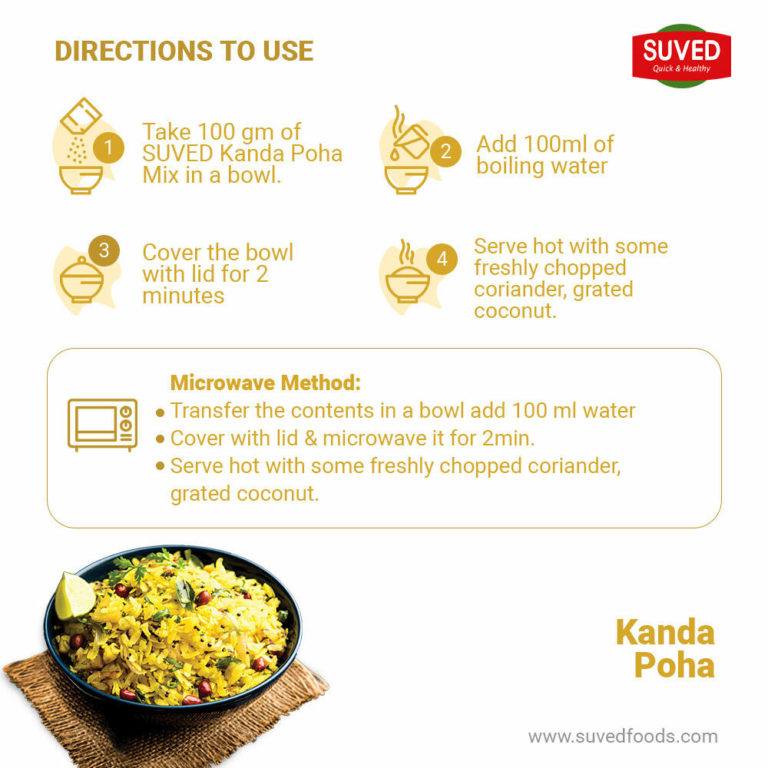 DIRECTIONS TO USE
SUVED
Quick & Healthy
1
Take 100 gm of
SUVED Kanda Poha
Mix in a bowl.
2
Add 100ml of
boiling water
3
Cover the bowl
with lid for 2
minutes
4
Serve hot with some
freshly chopped
coriander, grated
coconut.
Microwave Method:
• Transfer the contents in a bowl add 100 ml water
• Cover with lid & microwave it for 2min.
• Serve hot with some freshly chopped coriander,
grated coconut.
Kanda
Poha
www.suvedfoods.com